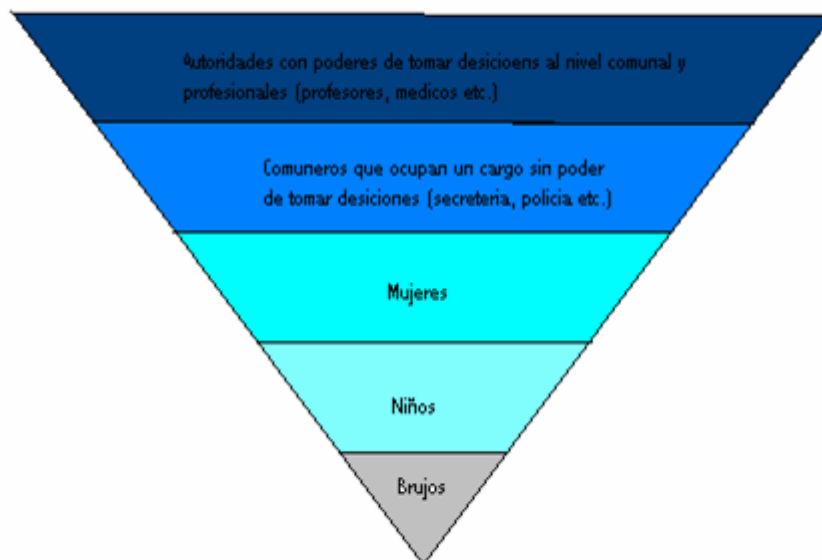 Autoridades con poderes de tomar desicioens al nivel comunal y
profesionales (profesores, medicos etc.)
Comuneros que ocupan un cargo sin poder
de tomar desiciones (secreteria, policia etc.)
Mujeres
Niños
Brujos